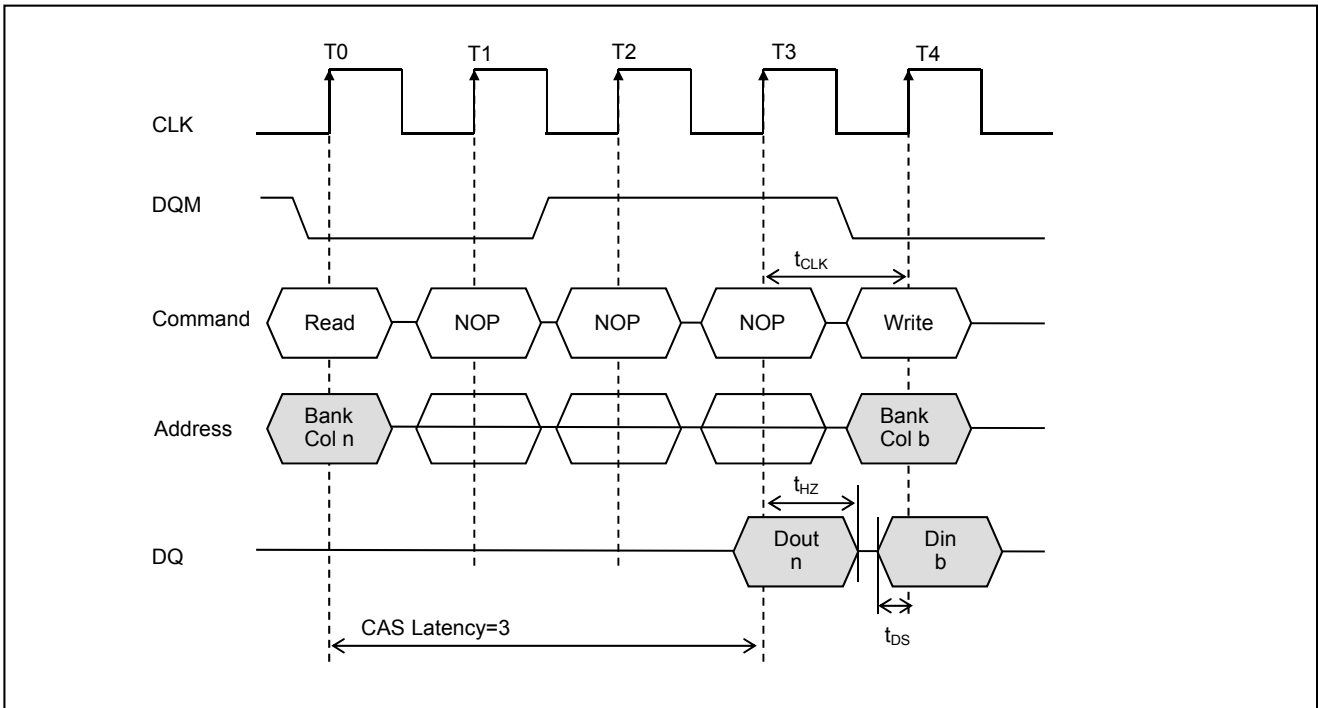 T0 T1 T2 T3 T4
CLK
DQM
tCLK
Command Read NOP NOP NOP Write
Address Bank Col n Bank Col b
tHZ
DQ Dout n Din b
CAS Latency=3
tDS